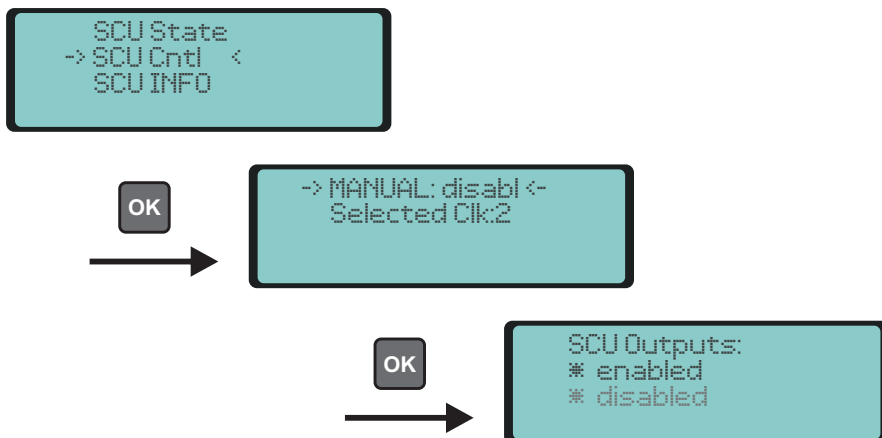 SCU State
-> SCU Cntl <
SCU INFO
OK
-> MANUAL: disabl <-
Selected Clk:2
OK
SCU Outputs:
* enabled
* disabled